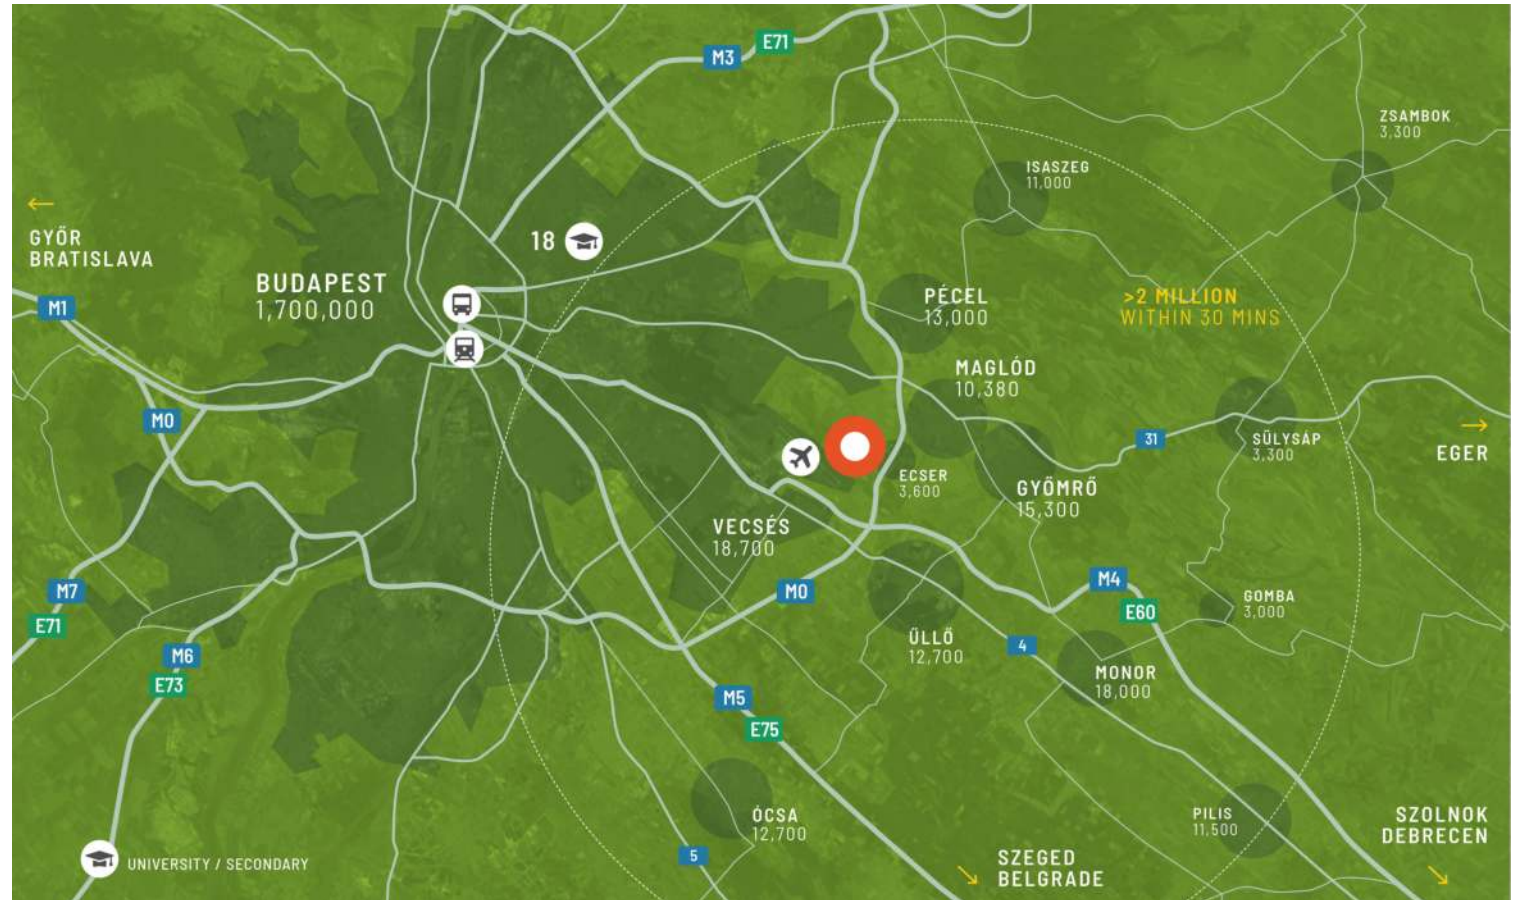 M3
E71
ZSAMBOK
3,300
ISASZEG
11,000
GYŐR
BRATISLAVA
18
BUDAPEST
1,700,000
M1
PÉCEL
13,000
>2 MILLION
WITHIN 30 MINS
MAGLÓD
10,380
M0
31
SÜLYSÁP
3,300
EGER
ECSER
3,600
GYÖMRŐ
15,300
VECSÉS
18,700
M7
E71
M0
M4
E60
GOMBA
3,000
ŰLLŐ
12,700
4
M6
E73
MONOR
18,000
M5
E75
ÓCSA
12,700
PILIS
11,500
SZOLNOK
DEBRECEN
5
SZEGED
BELGRADE
UNIVERSITY / SECONDARY